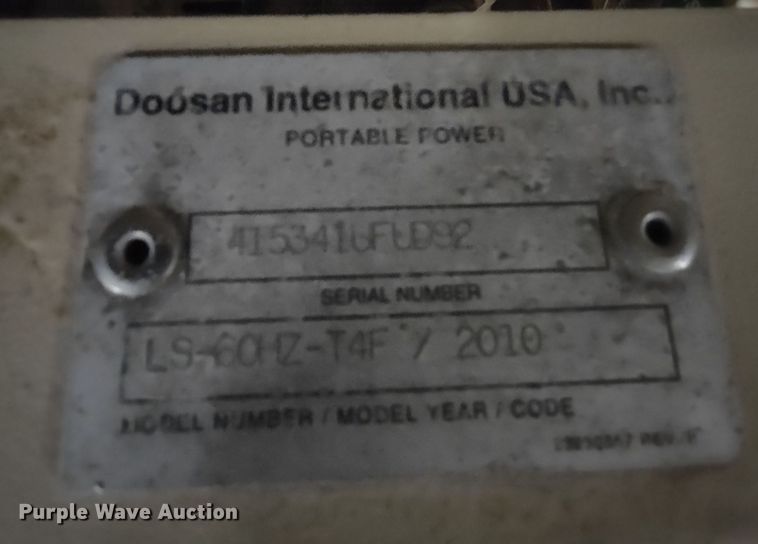 Doosan International USA, Inc.
PORTABLE POWER
415341UFUD92
SERIAL NUMBER
LS-60HZ-T4F / 2010
MODEL NUMBER / MODEL YEAR / CODE
Purple Wave Auction